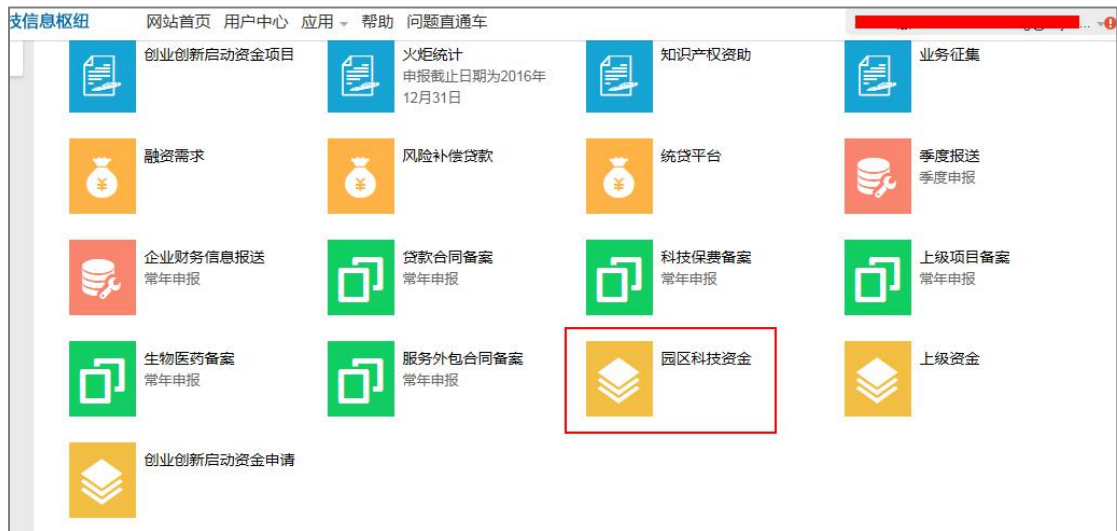 技信息枢纽 网站首页 用户中心 应用 帮助 问题直通车
创业创新启动资金项目
火炬统计
申报截止日期为2016年
12月31日
知识产权资助
业务征集
融资需求
风险补偿贷款
统贷平台
季度报送
季度申报
企业财务信息报送
常年申报
贷款合同备案
常年申报
科技保费备案
常年申报
上级项目备案
常年申报
生物医药备案
常年申报
服务外包合同备案
常年申报
园区科技资金
上级资金
创业创新启动资金申请